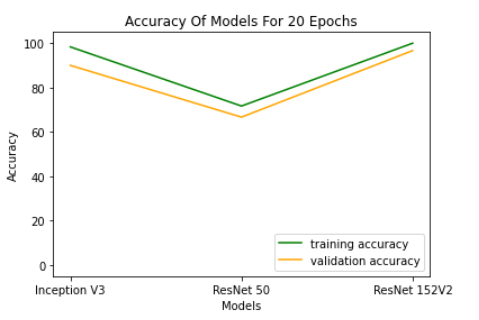 Accuracy Of Models For 20 Epochs
100
80
60
40
20
0
Accuracy
training accuracy
validation accuracy
Inception V3 ResNet 50 ResNet 152V2
Models